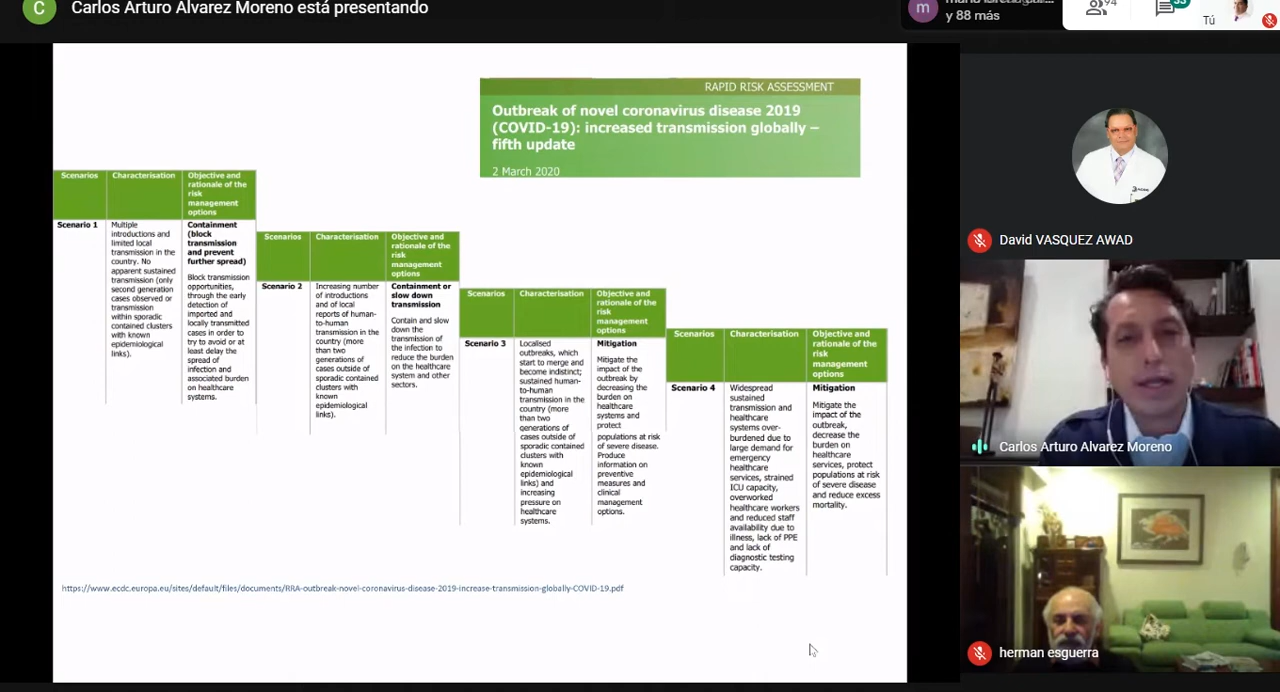 C
Carlos Arturo Alvarez Moreno está presentando
m
y 88 más
94
33
Tú
RAPID RISK ASSESSMENT
Outbreak of novel coronavirus disease 2019
(COVID-19): increased transmission globally –
fifth update
2 March 2020
Scenarios
Characterisation
Objective and
rationale of the
risk
management
options
Scenario 1
Multiple
introductions and
limited local
transmission in the
country. No
apparent sustained
transmission (only
second generation
cases observed or
transmission
within sporadic
contained clusters
with known
epidemiological
links).
Containment
(block
transmission
and prevent
further spread)
Block transmission
opportunities,
through the early
detection of
imported and
locally transmitted
cases in order to
try to avoid or at
least delay the
spread of
infection and
associated burden
on healthcare
systems.
Scenarios
Characterisation
Objective and
rationale of the
risk
management
options
Scenario 2
Increasing number
of introductions
and of local
reports of human-
to-human
transmission in the
country (more
than two
generations of
cases outside of
sporadic contained
clusters with
known
epidemiological
links).
Containment or
slow down
transmission
Contain and slow
down the
transmission of
the infection to
reduce the burden
on the healthcare
system and other
sectors.
Scenarios
Characterisation
Objective and
rationale of the
risk
management
options
Scenario 3
Localised
outbreaks, which
start to merge and
become indistinct;
sustained human-
to-human
transmission in the
country (more
than two
generations of
cases outside of
sporadic contained
clusters with
known
epidemiological
links) and
increasing
pressure on
healthcare
systems.
Mitigation
Mitigate the
impact of the
outbreak by
decreasing the
burden on
healthcare
systems and
protect
populations at risk
of severe disease.
Produce
information on
preventive
measures and
clinical
management
options.
Scenarios
Characterisation
Objective and
rationale of the
risk
management
options
Scenario 4
Widespread
sustained
transmission and
healthcare
systems over-
burdened due to
large demand for
emergency
healthcare
services, strained
ICU capacity,
overworked
healthcare workers
and reduced staff
availability due to
illness, lack of PPE
and lack of
diagnostic testing
capacity.
Mitigation
Mitigate the
impact of the
outbreak,
decrease the
burden on
healthcare
services, protect
populations at risk
of severe disease
and reduce excess
mortality.
https://www.ecdc.europa.eu/sites/default/files/documents/RRA-outbreak-novel-coronavirus-disease-2019-increase-transmission-globally-COVID-19.pdf
David VASQUEZ AWAD
Carlos Arturo Alvarez Moreno
herman esguerra